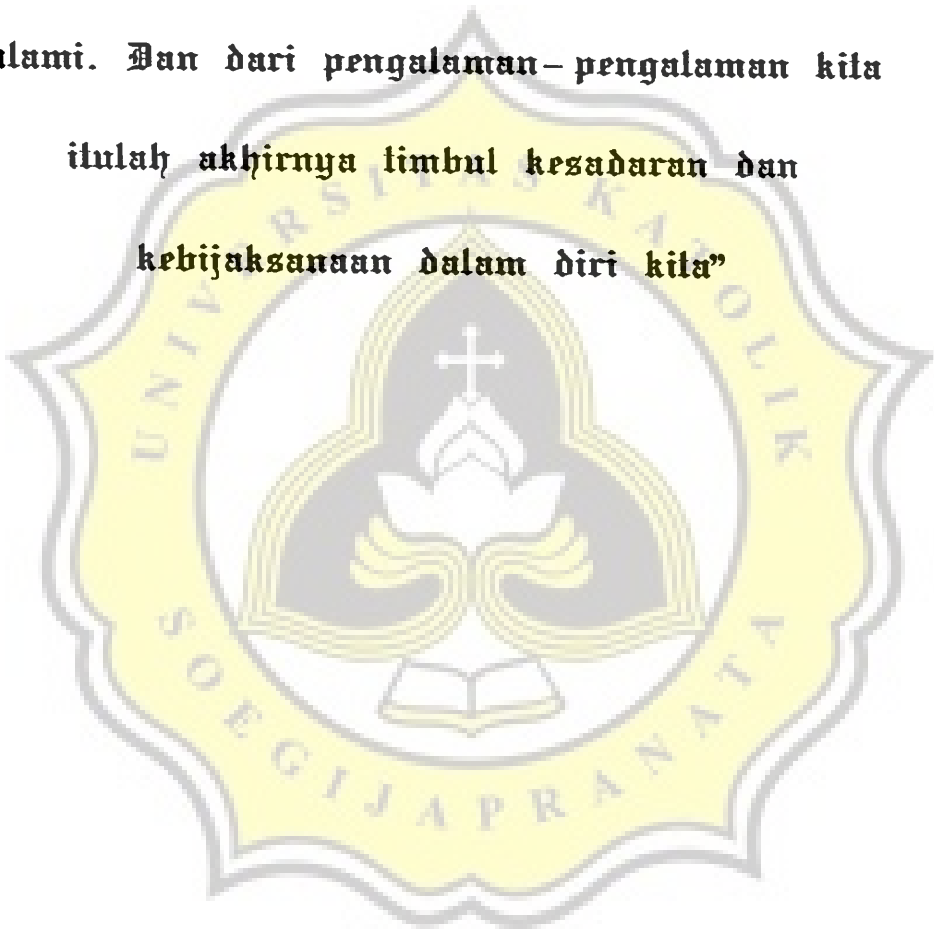 alami. Dan dari pengalaman- pengalaman kita
itulah akhirnya timbul kesadaran dan
kebijaksanaan dalam diri kita”
UNIVERSITAS KATOLIK
SOEGIJAPRANATA